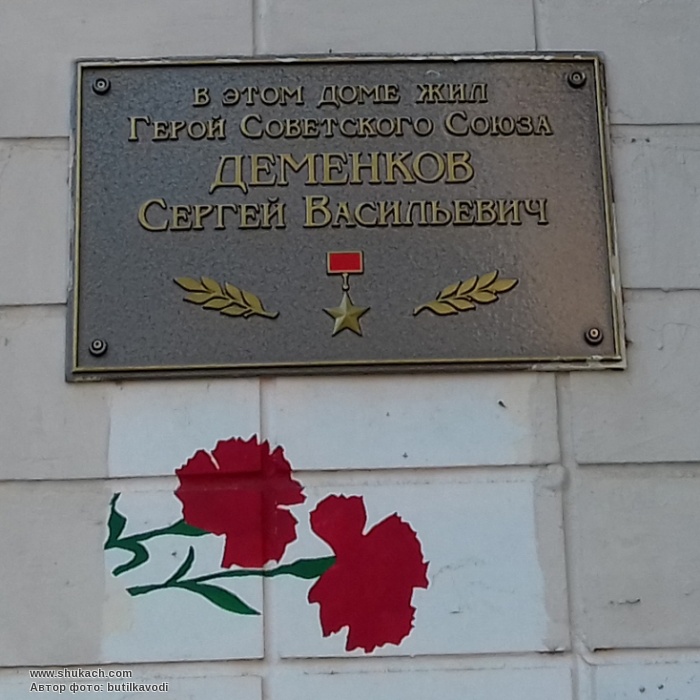 В ЭТОМ ДОМЕ ЖИЛ
ГЕРОЙ СОВЕТСКОГО СОЮЗА
ДЕМЕНКОВ
СЕРГЕЙ ВАСИЛЬЕВИЧ
www.shukach.com
Автор фото: butilkavodi